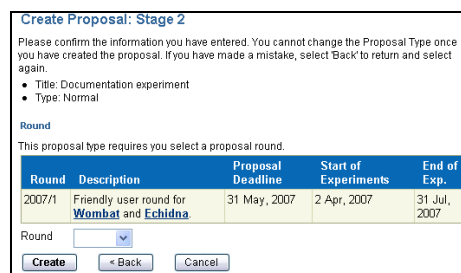 Create Proposal: Stage 2
Please confirm the information you have entered. You cannot change the Proposal Type once
you have created the proposal. If you have made a mistake, select 'Back' to return and select
again.
● Title: Documentation experiment
● Type: Normal
Round
This proposal type requires you select a proposal round.
Round Description Proposal Deadline Start of Experiments End of Exp.
2007/1 Friendly user round for 31 May, 2007 2 Apr, 2007 31 Jul,
Wombat and Echidna. 2007
Round
Create < Back Cancel